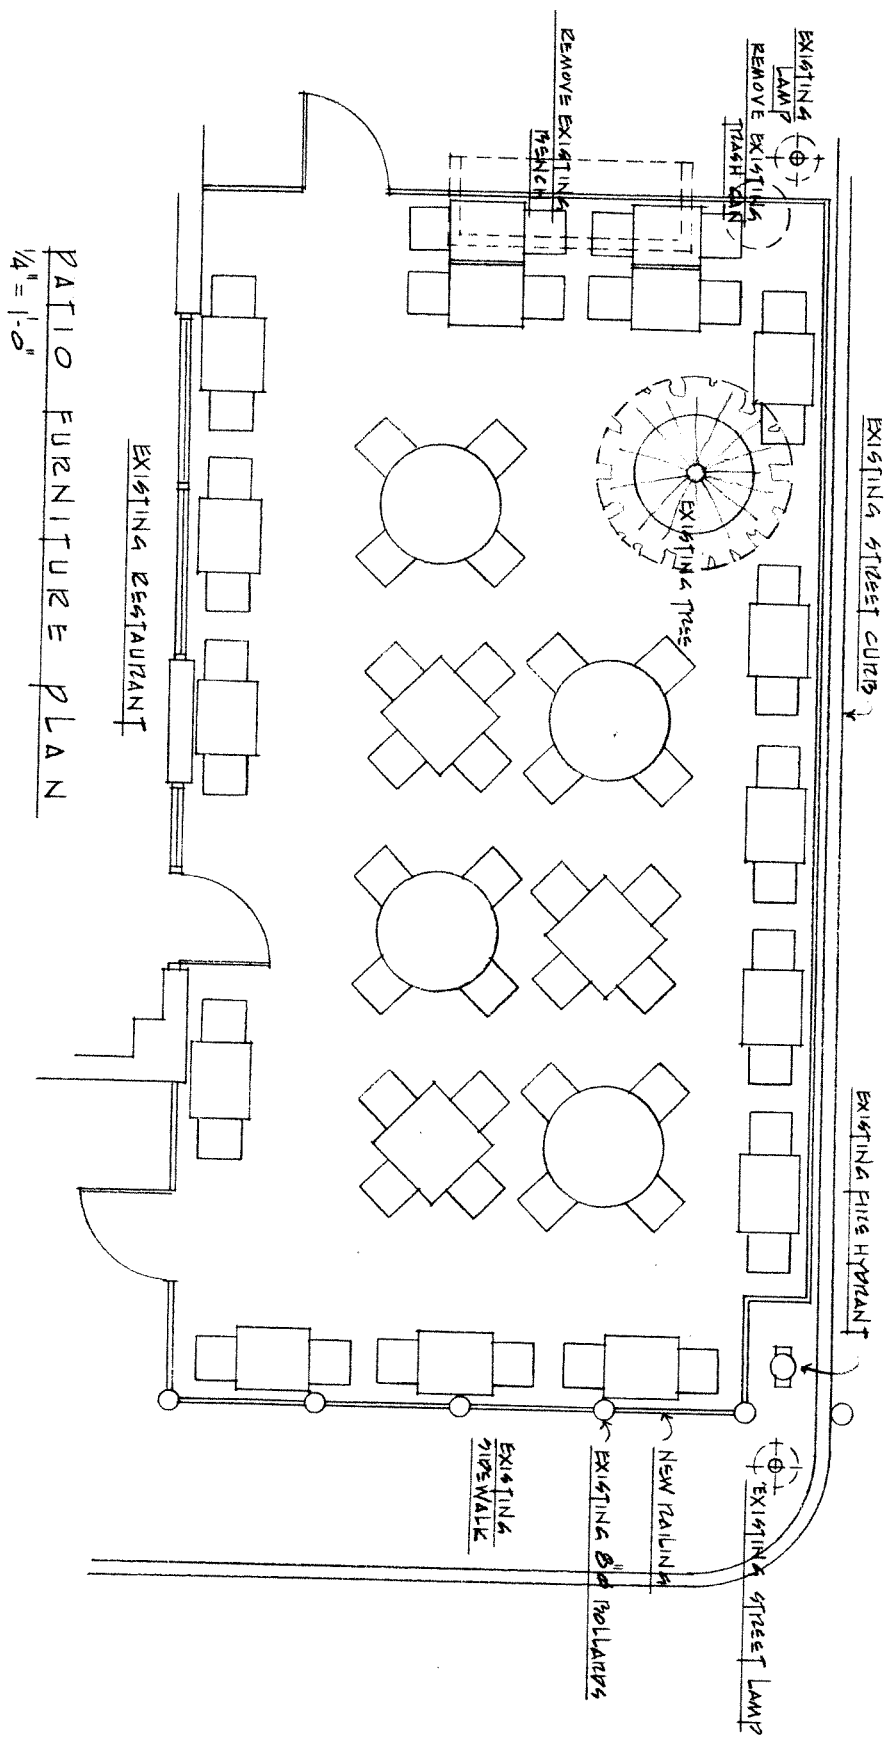 EXISTING
LAMP
REMOVE EXISTING
TRASH CAN
REMOVE EXISTING
BENCH
EXISTING STREET CURB
EXISTING TREE
EXISTING FIRE HYDRANT
EXISTING STREET LAMP
NEW RAILING
EXISTING 8"ø BOLLARDS
EXISTING
SIDEWALK
EXISTING RESTAURANT
PATIO FURNITURE PLAN
1/4" = 1'-0"